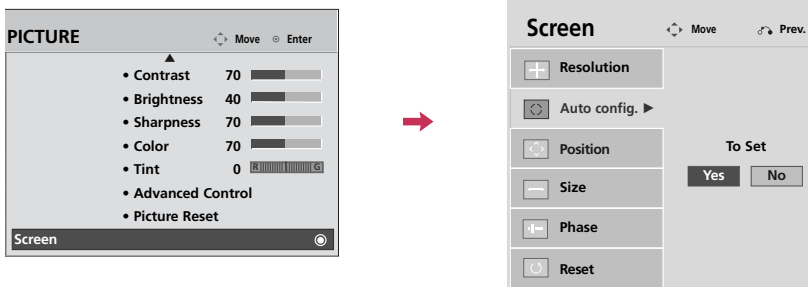 PICTURE Move Enter
• Contrast 70
• Brightness 40
• Sharpness 70
• Color 70
• Tint 0 R G
• Advanced Control
• Picture Reset
Screen
Screen Move Prev.
Resolution
Auto config. ►
Position
Size
Phase
Reset
To Set
Yes No